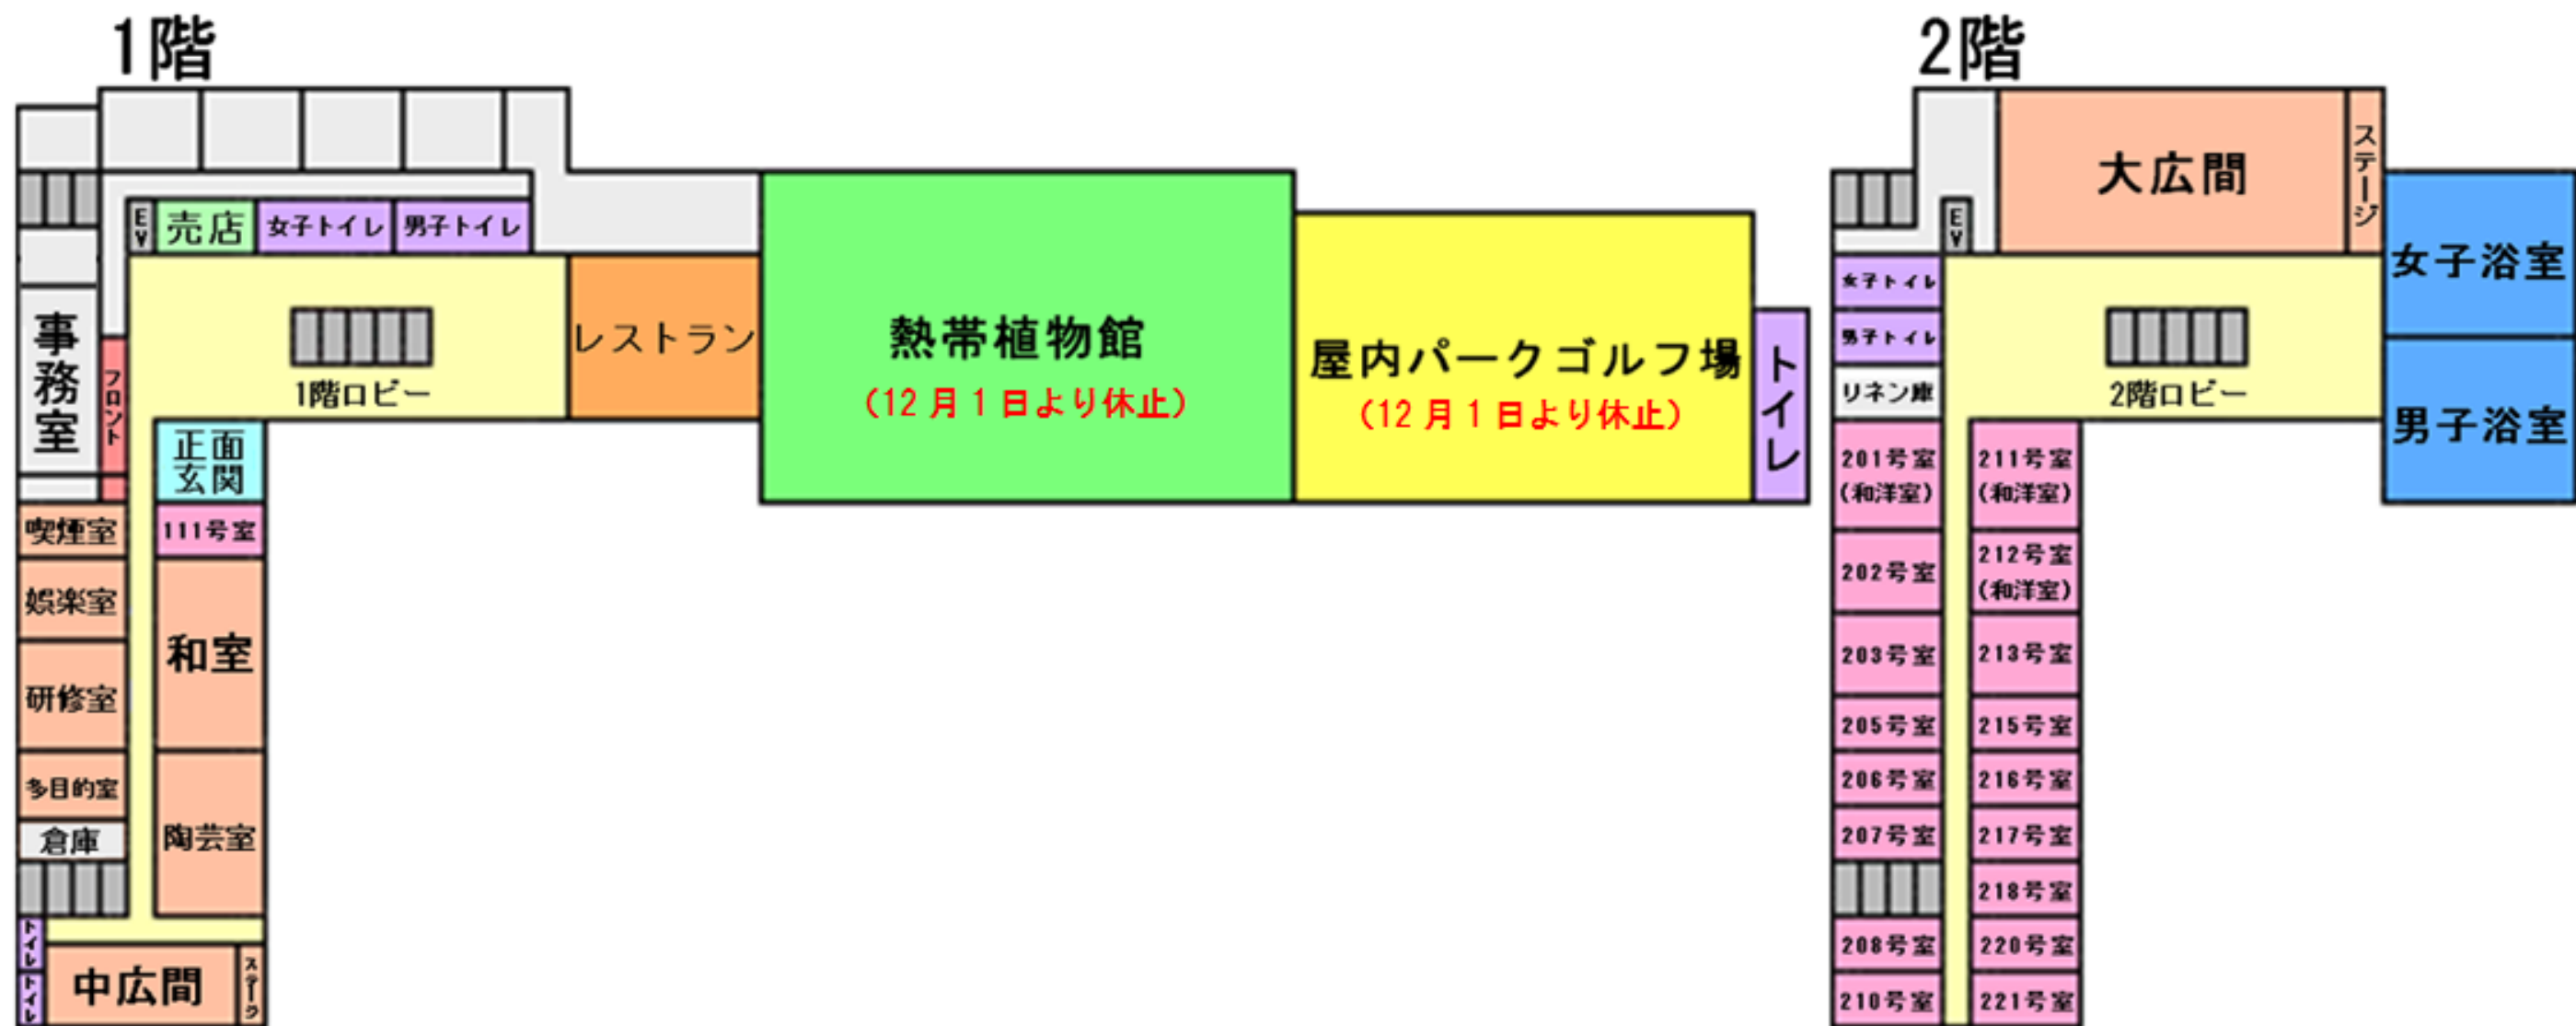 1階
EV
売店
女子トイレ
男子トイレ
事務室
フロント
1階ロビー
レストラン
熱帯植物館
(12月1日より休止)
屋内パークゴルフ場
(12月1日より休止)
トイレ
正面
玄関
喫煙室
111号室
娯楽室
和室
研修室
多目的室
倉庫
陶芸室
トイレ
トイレ
中広間
ステージ
2階
大広間
ステージ
EV
女子浴室
男子浴室
女子トイレ
男子トイレ
リネン庫
2階ロビー
201号室
(和洋室)
211号室
(和洋室)
202号室
212号室
(和洋室)
203号室
213号室
205号室
215号室
206号室
216号室
207号室
217号室
218号室
208号室
220号室
210号室
221号室